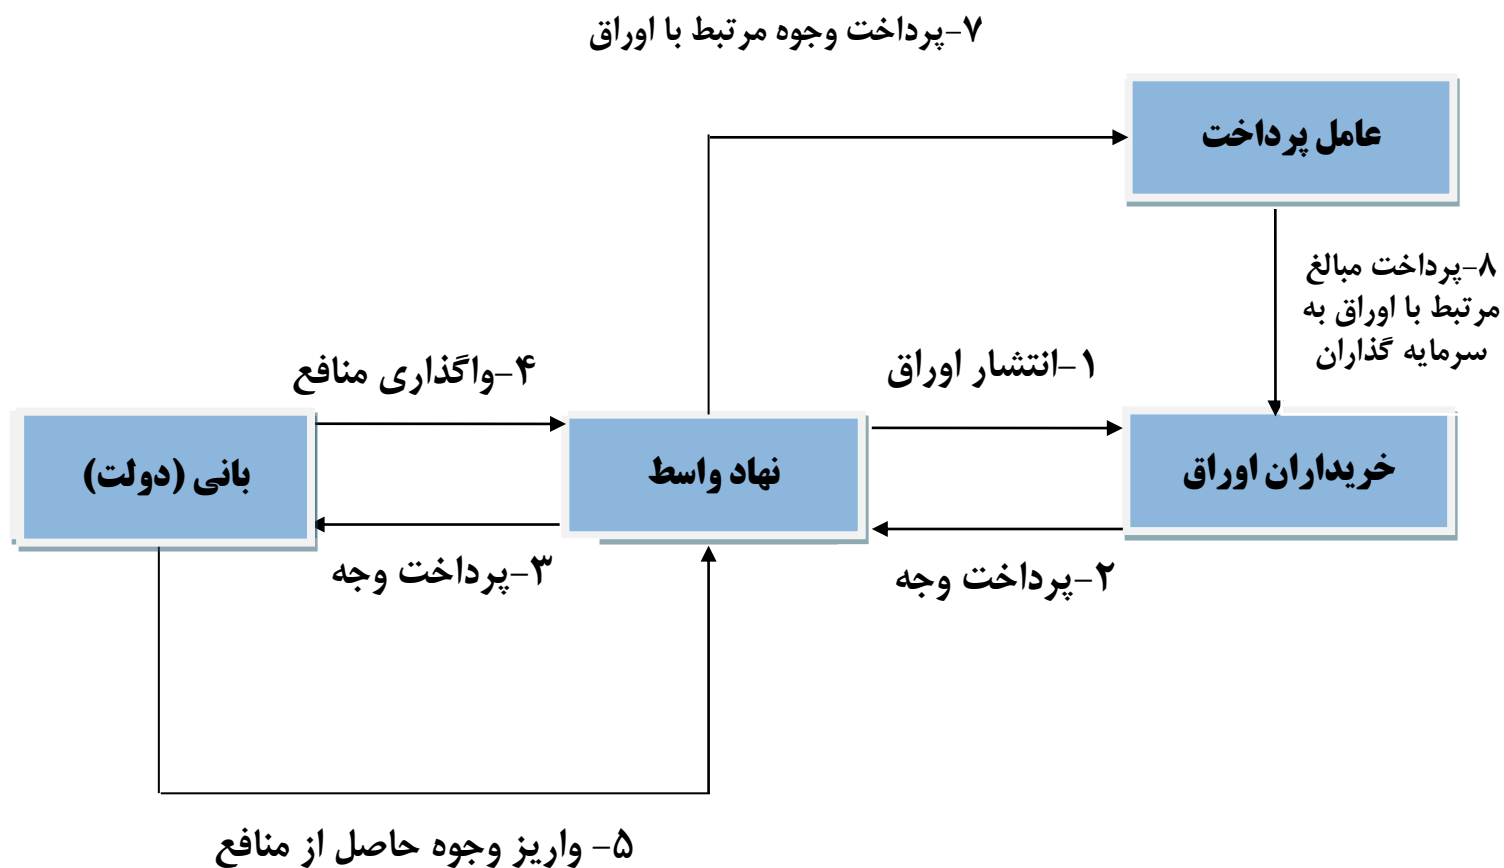 ۷-پرداخت وجوه مرتبط با اوراق
عامل پرداخت
۸-پرداخت مبالغ
مرتبط با اوراق به
سرمایه گذاران
۱-انتشار اوراق
۴-واگذاری منافع
خریداران اوراق
نهاد واسط
بانی (دولت)
۲-پرداخت وجه
۳-پرداخت وجه
۵- واریز وجوه حاصل از منافع